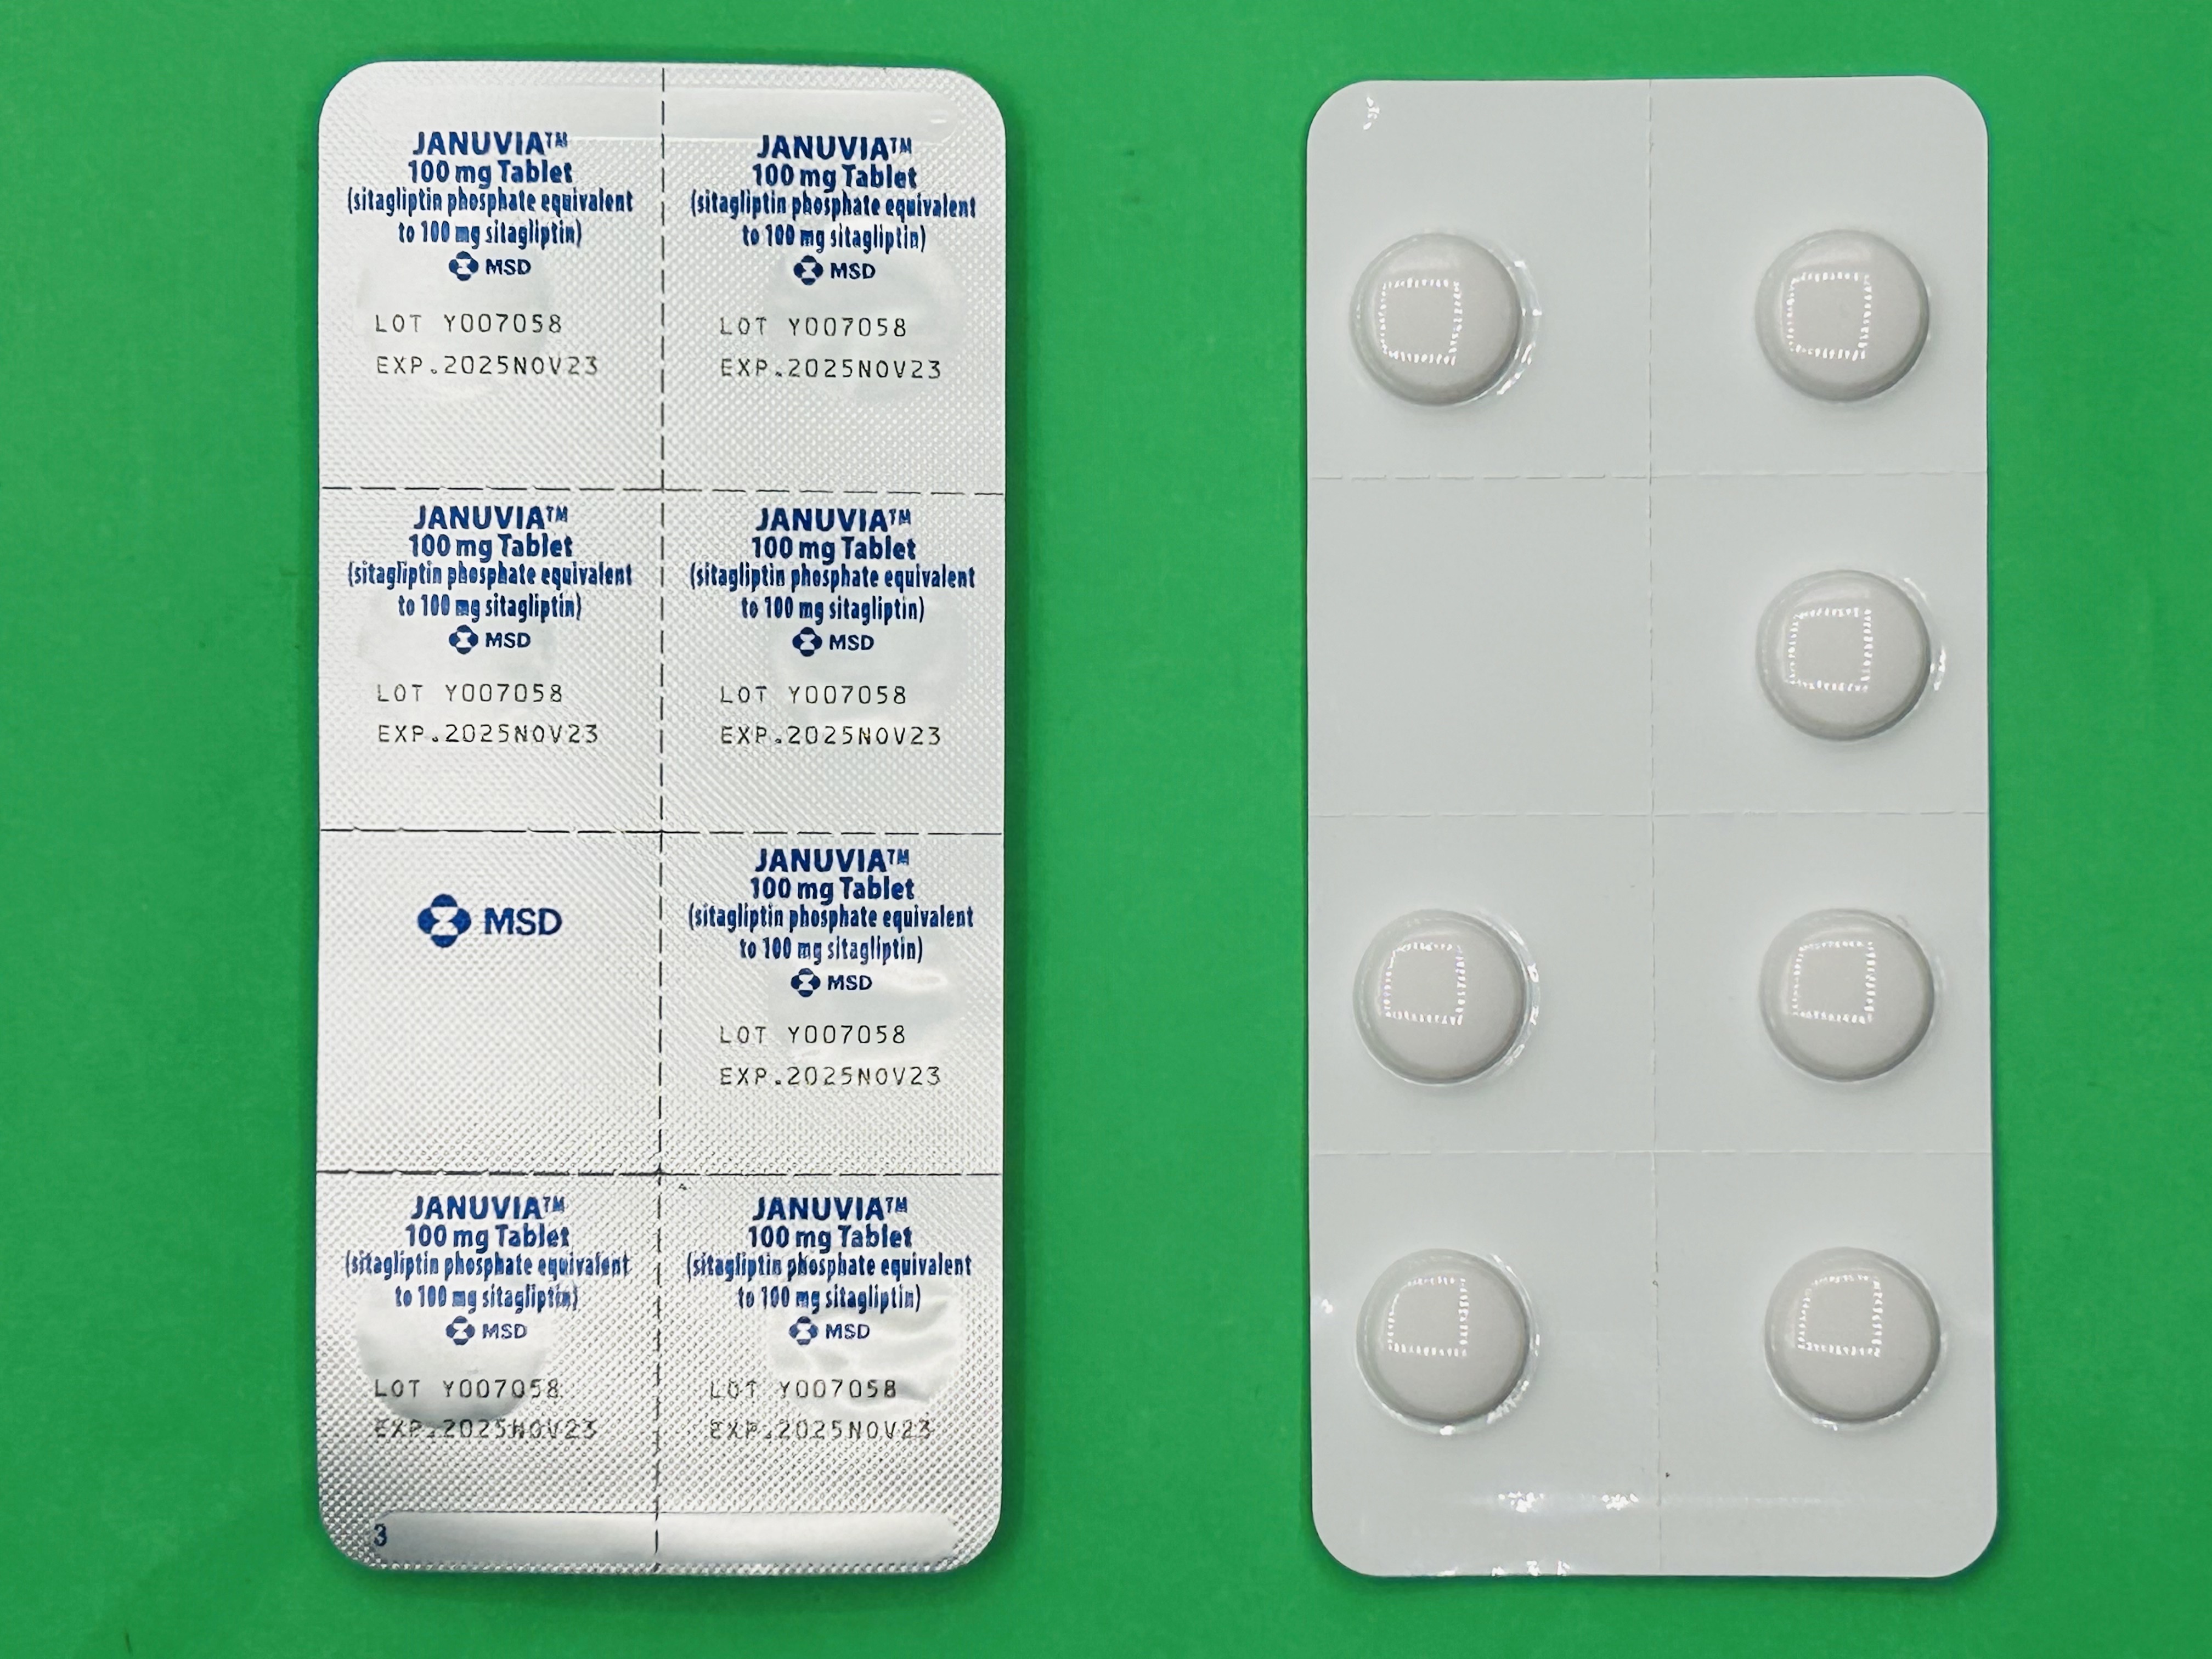 JANUVIA™
100 mg Tablet
(sitagliptin phosphate equivalent
to 100 mg sitagliptin)
MSD
LOT Y007058
EXP.2025NOV23
JANUVIA™
100 mg Tablet
(sitagliptin phosphate equivalent
to 100 mg sitagliptin)
MSD
LOT Y007058
EXP.2025NOV23
JANUVIA™
100 mg Tablet
(sitagliptin phosphate equivalent
to 100 mg sitagliptin)
MSD
LOT Y007058
EXP.2025NOV23
JANUVIA™
100 mg Tablet
(sitagliptin phosphate equivalent
to 100 mg sitagliptin)
MSD
LOT Y007058
EXP.2025NOV23
MSD
JANUVIA™
100 mg Tablet
(sitagliptin phosphate equivalent
to 100 mg sitagliptin)
MSD
LOT Y007058
EXP.2025NOV23
JANUVIA™
100 mg Tablet
(sitagliptin phosphate equivalent
to 100 mg sitagliptin)
MSD
LOT Y007058
EXP.2025NOV23
JANUVIA™
100 mg Tablet
(sitagliptin phosphate equivalent
to 100 mg sitagliptin)
MSD
LOT Y007058
EXP.2025NOV23
3